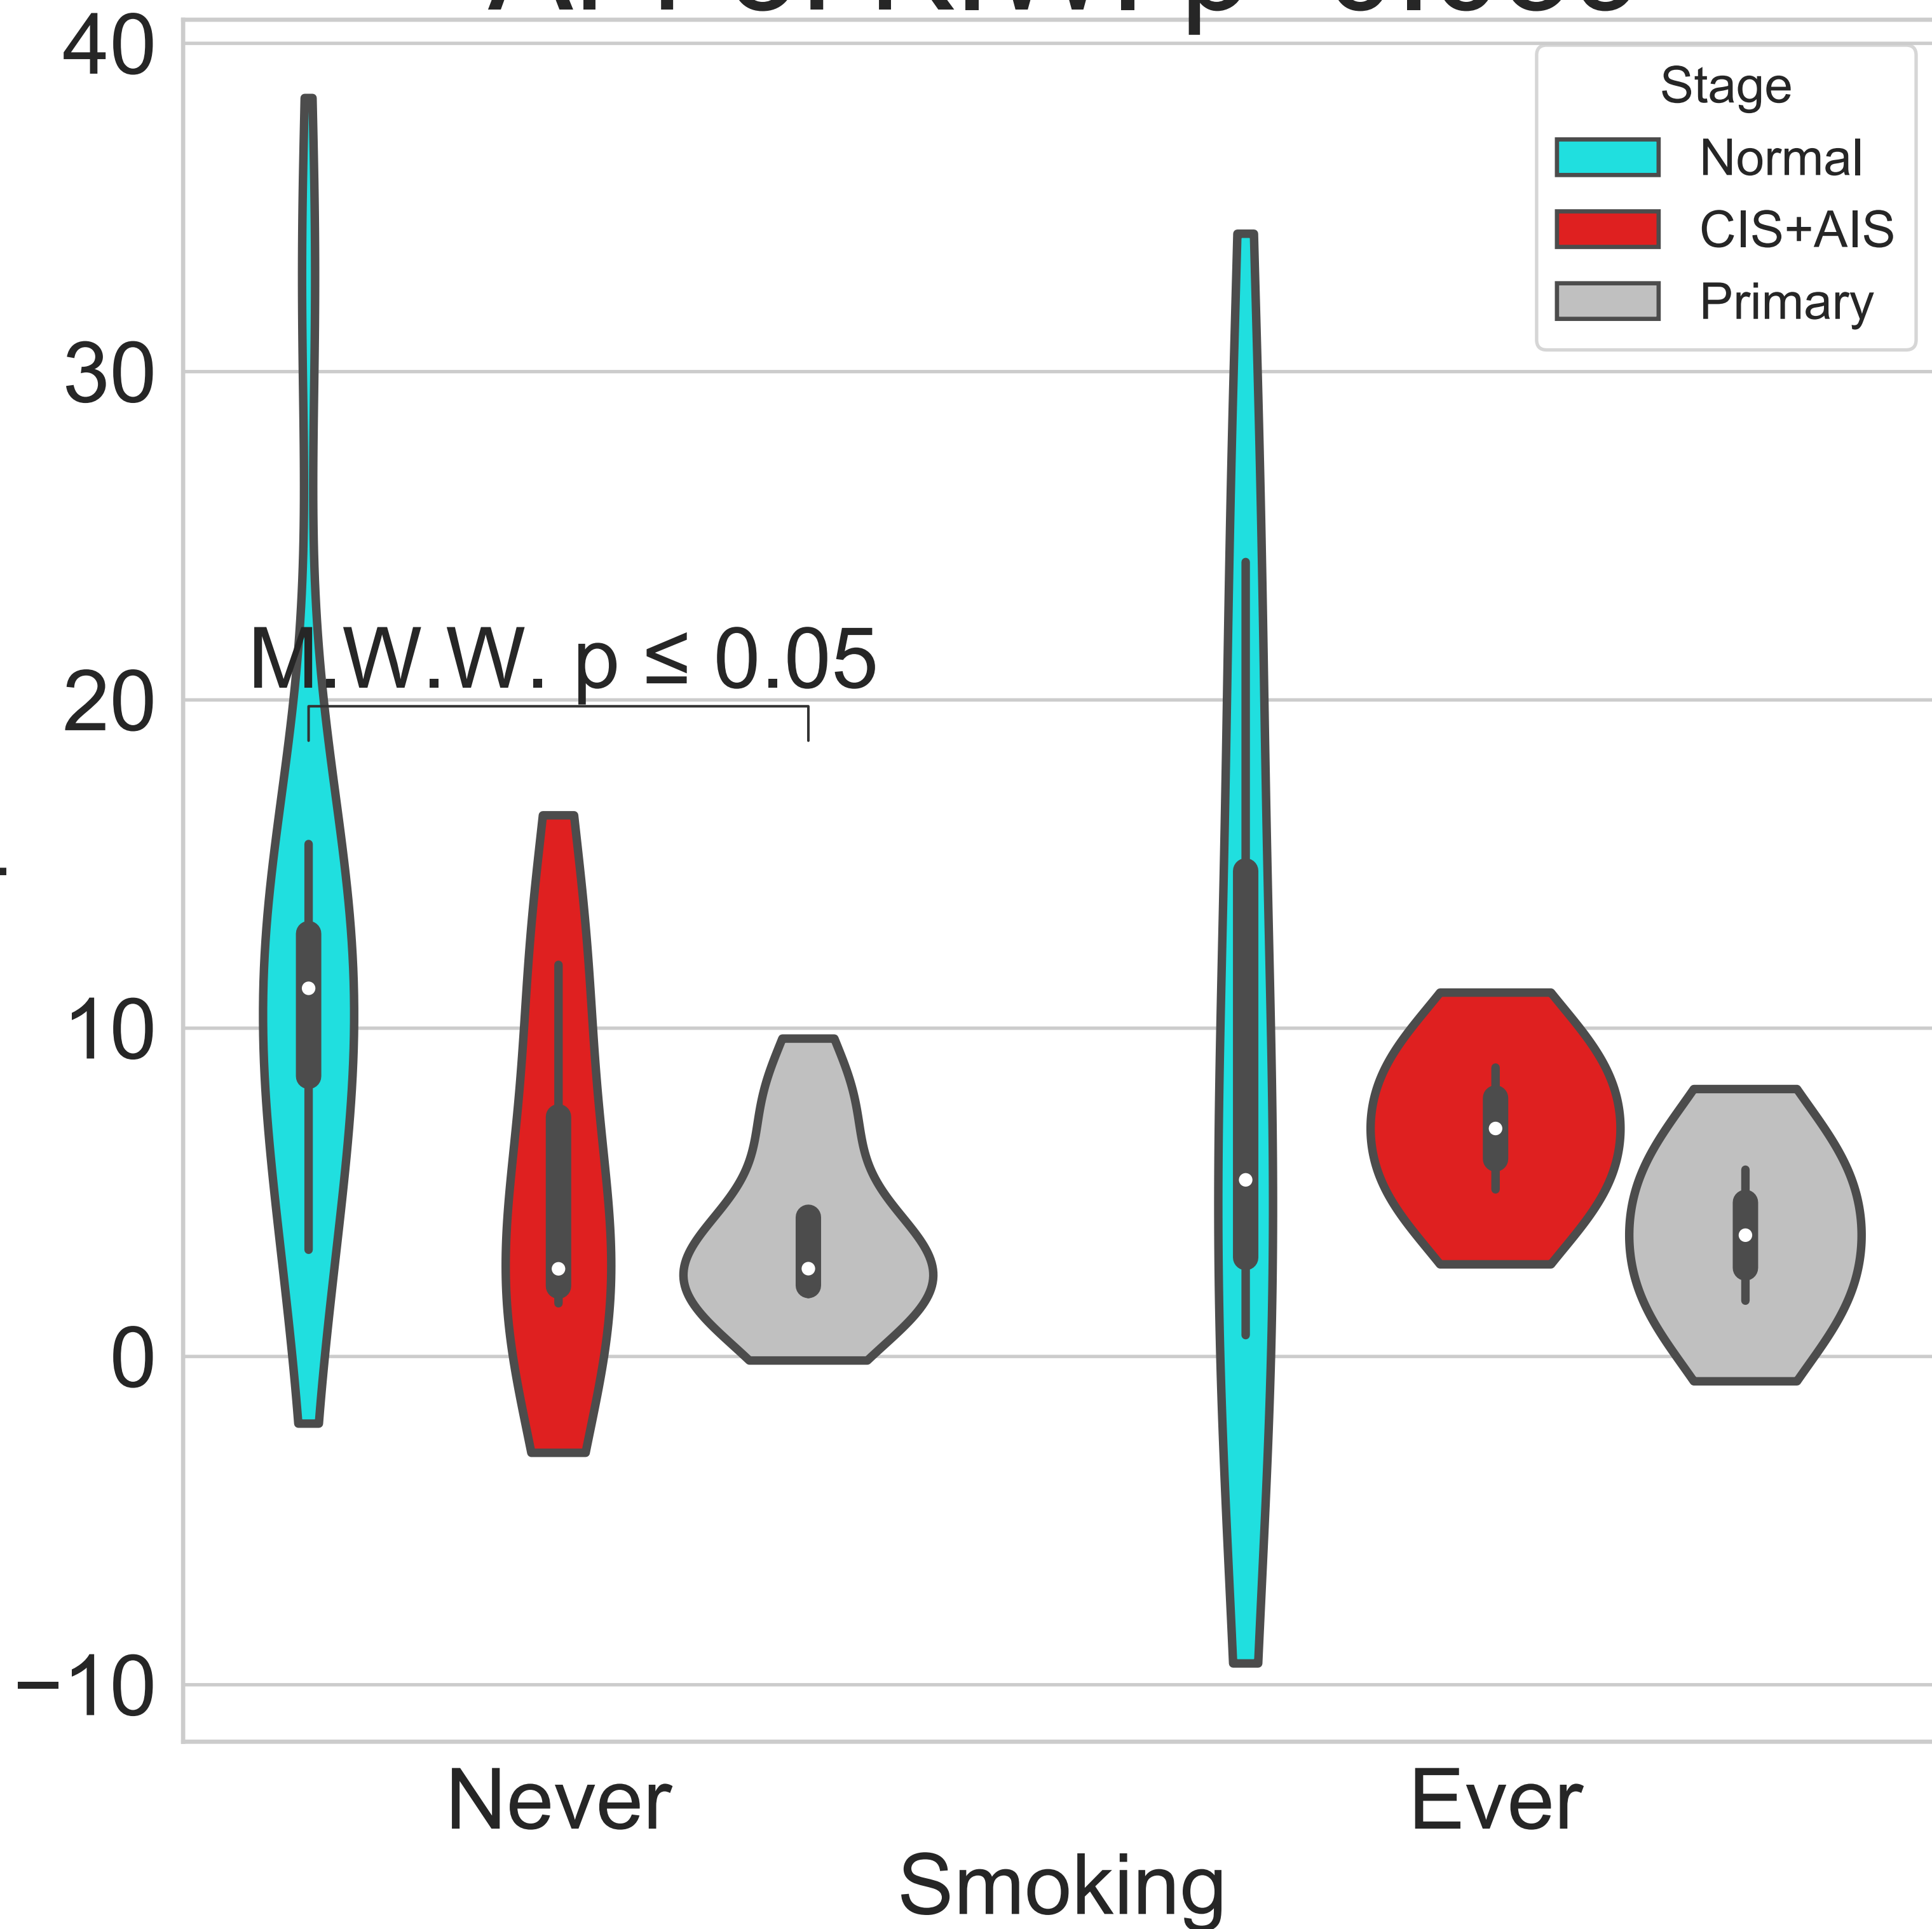 40
Stage
Normal
CIS+AIS
Primary
30
M.W.W. p ≤ 0.05
20
10
0
−10
Never Ever
Smoking